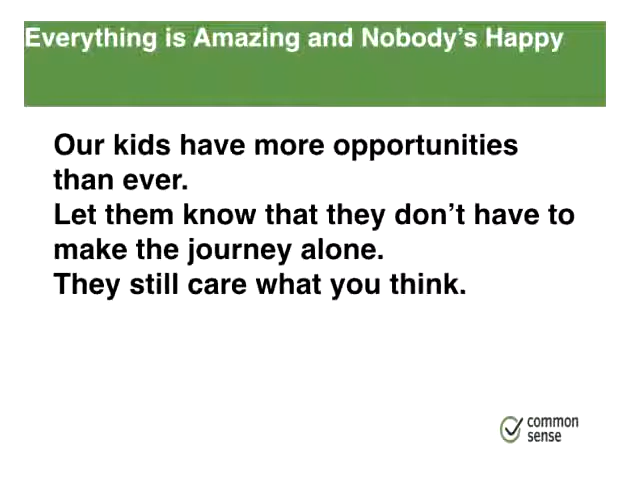 Everything is Amazing and Nobody’s Happy
Our kids have more opportunities
than ever.
Let them know that they don’t have to
make the journey alone.
They still care what you think.
common
sense